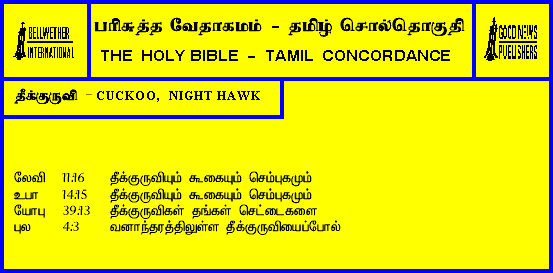 BELLWETHER
INTERNATIONAL
பரிசுத்த வேதாகமம் - தமிழ் சொல்தொகுதி
THE HOLY BIBLE - TAMIL CONCORDANCE
GOOD NEWS
PUBLISHERS
தீக்குருவி - CUCKOO, NIGHT HAWK
லேவி 11:16 தீக்குருவியும் கூகையும் செம்புகமும்
உபா 14:15 தீக்குருவியும் கூகையும் செம்புகமும்
யோபு 39:13 தீக்குருவிகள் தங்கள் செட்டைகளை
புல 4:3 வனாந்தரத்திலுள்ள தீக்குருவியைப்போல்